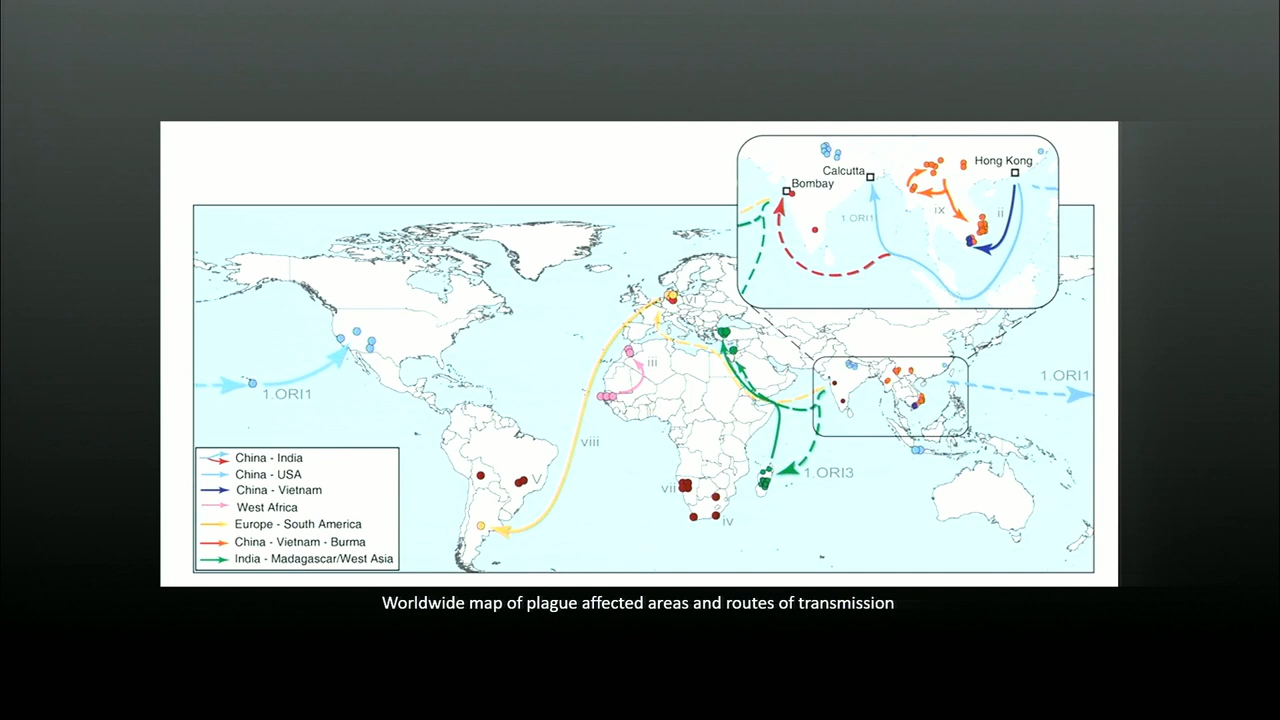 Calcutta
Hong Kong
Bombay
1.ORI1
ix
ii
iii
1.ORI1
1.ORI1
viii
V
vii
iv
1.ORI3
China - India
China - USA
China - Vietnam
West Africa
Europe - South America
China - Vietnam - Burma
India - Madagascar/West Asia
Worldwide map of plague affected areas and routes of transmission